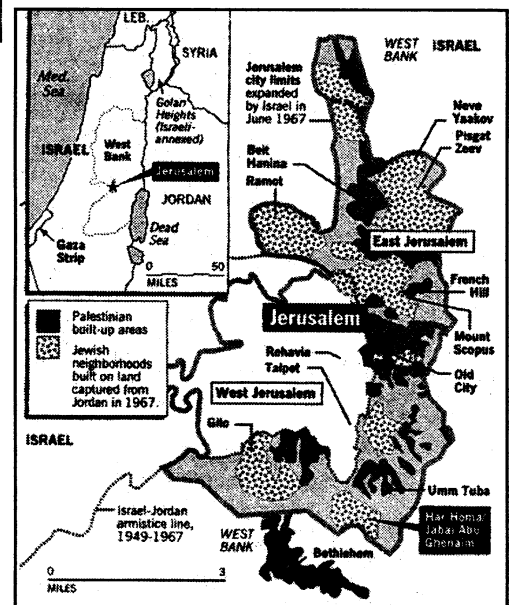 LEB.
SYRIA
Med.
Sea
Golan
Heights
(Israeli-
annexed)
West
Bank
ISRAEL
Jerusalem
JORDAN
Dead
Sea
Gaza
Strip
0 50
MILES
Palestinian
built-up areas
Jewish
neighborhoods
built on land
captured from
Jordan in 1967.
WEST
BANK
ISRAEL
Jerusalem
city limits
expanded
by Israel in
June 1967
Neve
Yaakov
Pisgat
Zeev
Beit
Hanina
Ramot
East Jerusalem
French
Hill
Jerusalem
Mount
Scopus
Rehavia
Talpot
Old
City
West Jerusalem
Gilo
ISRAEL
Umm Tuba
Israel-Jordan
armistice line,
1949-1967
WEST
BANK
Har Homa/
Jabal Abu
Ghenaim
Bethlehem
0 3
MILES